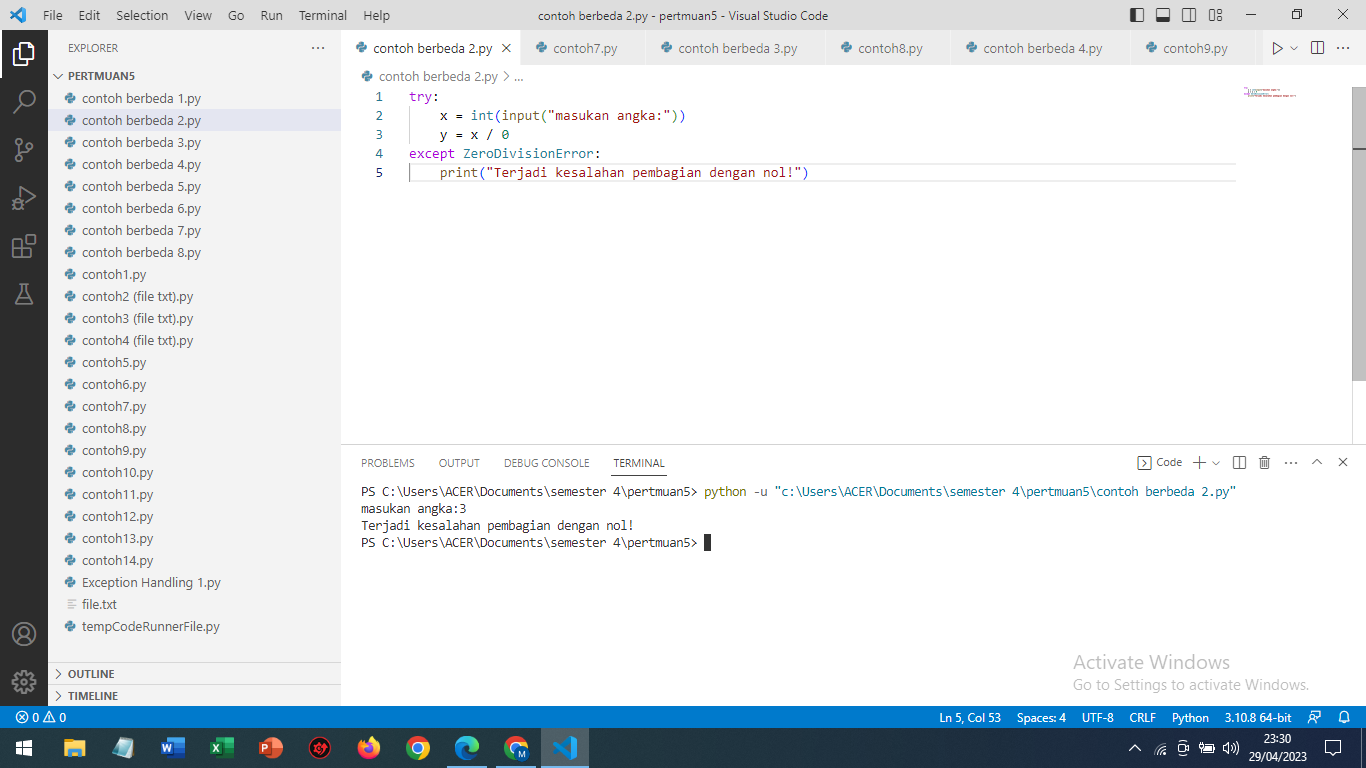 File Edit Selection View Go Run Terminal Help
contoh berbeda 2.py - pertmuan5 - Visual Studio Code
EXPLORER
PERTMUAN5
contoh berbeda 1.py
contoh berbeda 2.py
contoh berbeda 3.py
contoh berbeda 4.py
contoh berbeda 5.py
contoh berbeda 6.py
contoh berbeda 7.py
contoh berbeda 8.py
contoh1.py
contoh2 (file txt).py
contoh3 (file txt).py
contoh4 (file txt).py
contoh5.py
contoh6.py
contoh7.py
contoh8.py
contoh9.py
contoh10.py
contoh11.py
contoh12.py
contoh13.py
contoh14.py
Exception Handling 1.py
file.txt
tempCodeRunnerFile.py
OUTLINE
TIMELINE
contoh berbeda 2.py contoh7.py contoh berbeda 3.py contoh8.py contoh berbeda 4.py contoh9.py
contoh berbeda 2.py > ...
1 try:
2 x = int(input("masukan angka:"))
3 y = x / 0
4 except ZeroDivisionError:
5 print("Terjadi kesalahan pembagian dengan nol!")
PROBLEMS OUTPUT DEBUG CONSOLE TERMINAL
Code
PS C:\Users\ACER\Documents\semester 4\pertmuan5> python -u "c:\Users\ACER\Documents\semester 4\pertmuan5\contoh berbeda 2.py"
masukan angka:3
Terjadi kesalahan pembagian dengan nol!
PS C:\Users\ACER\Documents\semester 4\pertmuan5>
Activate Windows
Go to Settings to activate Windows.
0 0
Ln 5, Col 53 Spaces: 4 UTF-8 CRLF Python 3.10.8 64-bit
23:30
29/04/2023